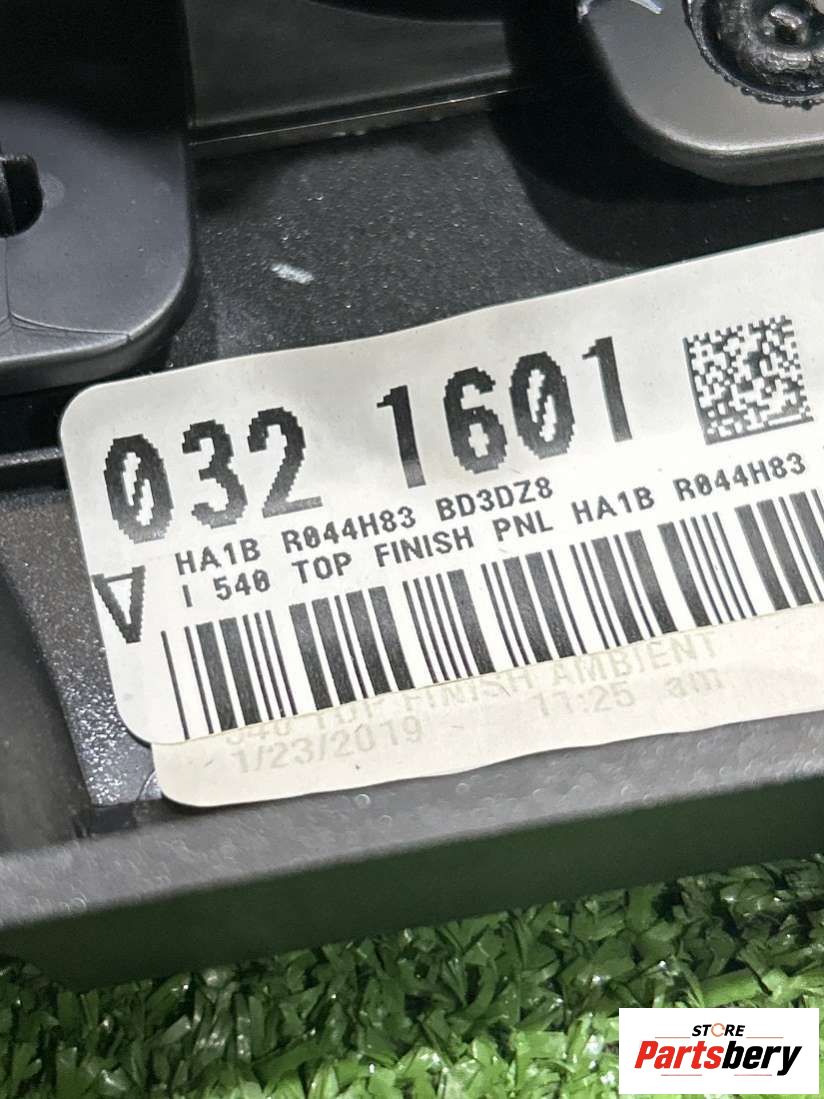 032 1601
HA1B R044H83 BD3DZ8
I 540 TOP FINISH PNL HA1B R044H83
540 TOP FINISH AMBIENT
1/23/2019 11:25 am
STORE
Partsbery